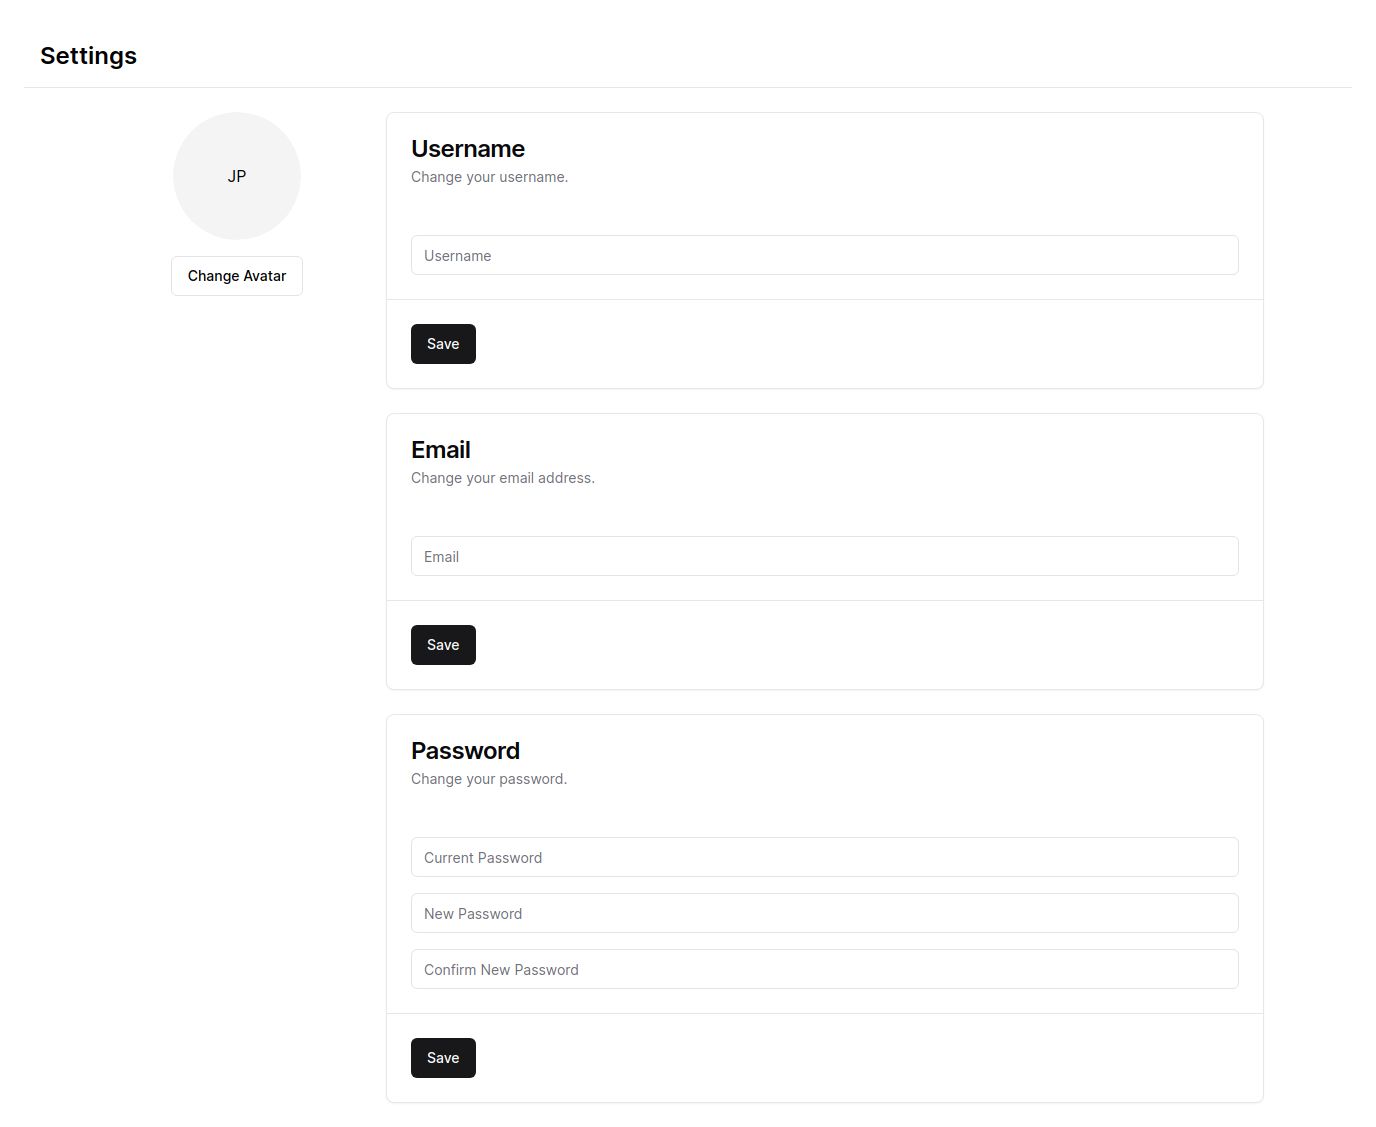 Settings
JP
Change Avatar
Username
Change your username.
Username
Save
Email
Change your email address.
Email
Save
Password
Change your password.
Current Password
New Password
Confirm New Password
Save